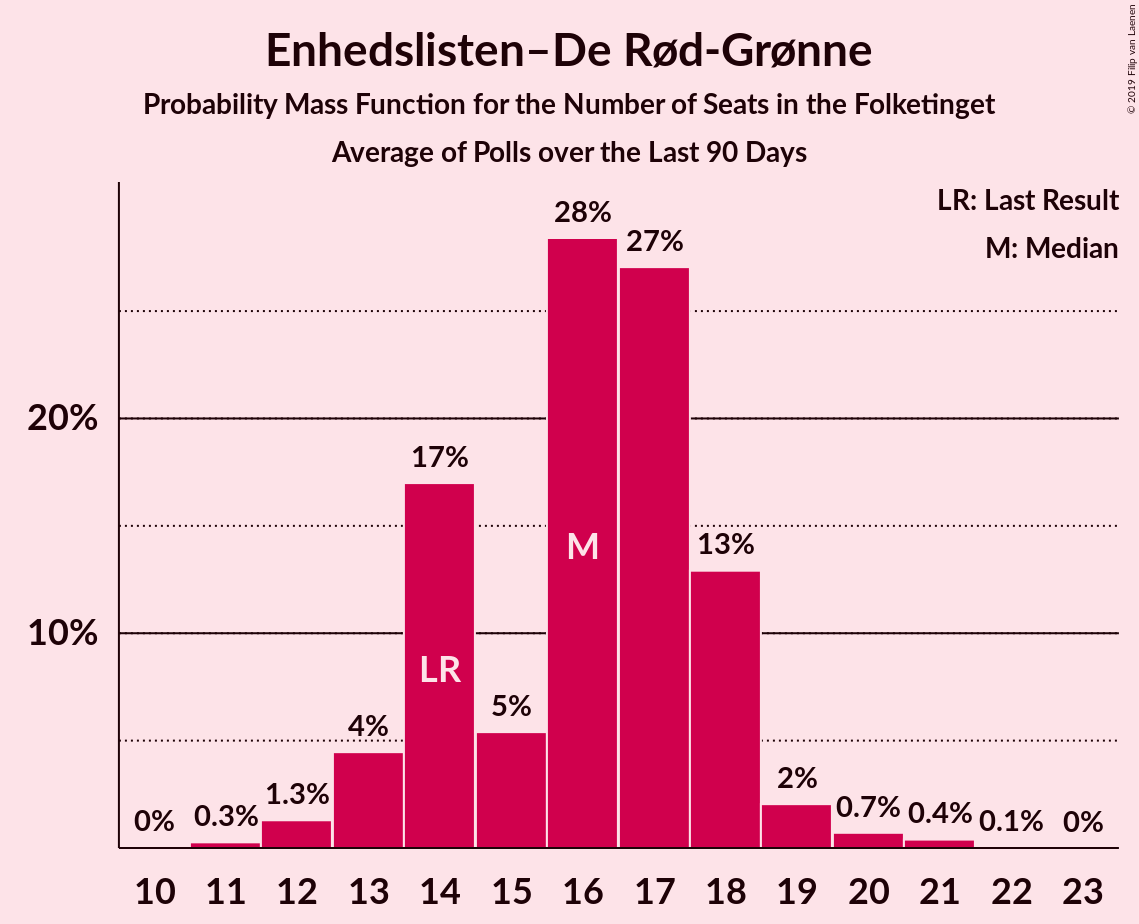 Enhedslisten–De Rød-Grønne
Probability Mass Function for the Number of Seats in the Folketinget
Average of Polls over the Last 90 Days
© 2019 Filip van Laenen
LR: Last Result
M: Median
28%
27%
20%
17%
13%
M
10%
LR
5%
4%
2%
1.3%
0%
0.3%
0.7%
0.4%
0.1%
0%
10 11 12 13 14 15 16 17 18 19 20 21 22 23